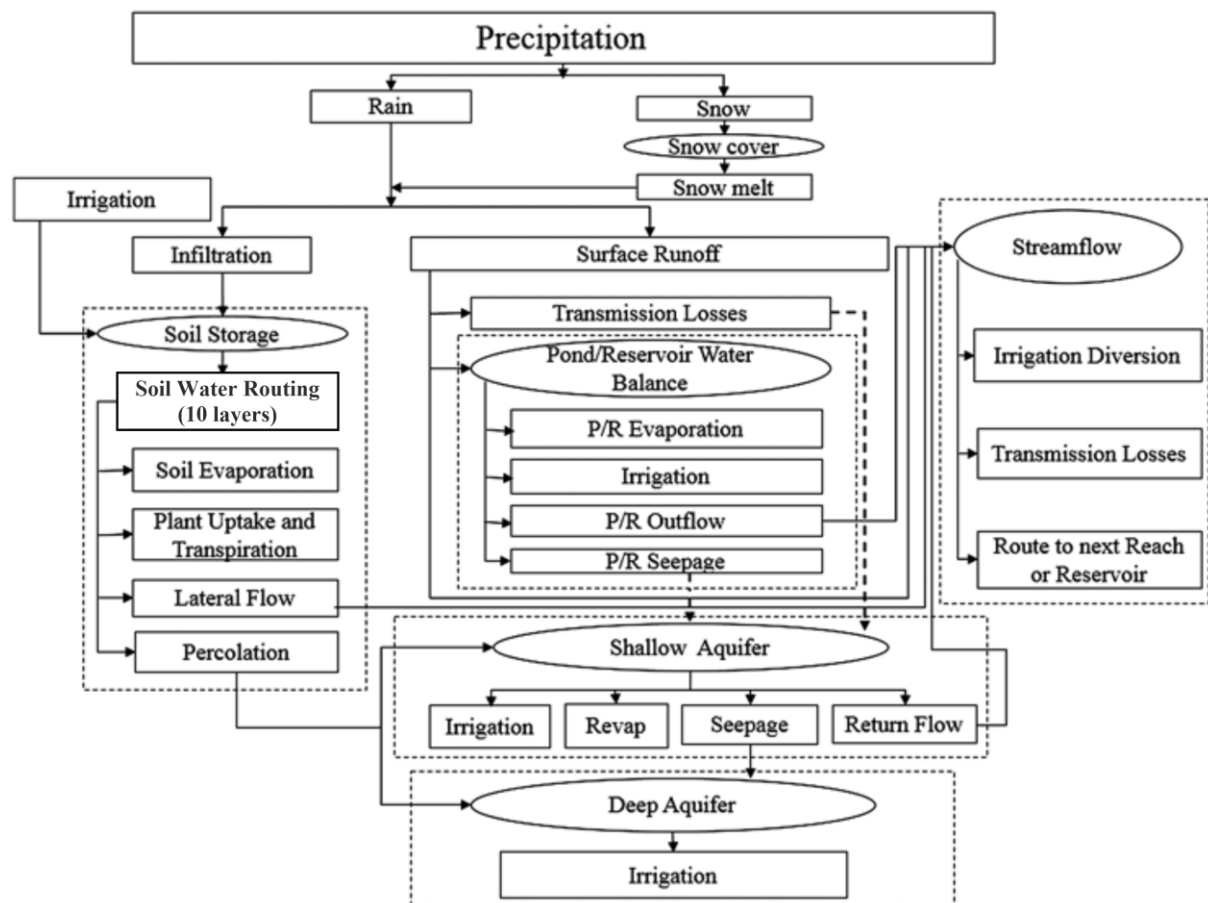 Precipitation
Rain
Snow
Snow cover
Snow melt
Irrigation
Infiltration
Surface Runoff
Streamflow
Soil Storage
Transmission Losses
Pond/Reservoir Water
Balance
Irrigation Diversion
Soil Water Routing
(10 layers)
P/R Evaporation
Soil Evaporation
Irrigation
Transmission Losses
Plant Uptake and
Transpiration
P/R Outflow
P/R Seepage
Route to next Reach
or Reservoir
Lateral Flow
Percolation
Shallow Aquifer
Irrigation
Revap
Seepage
Return Flow
Deep Aquifer
Irrigation